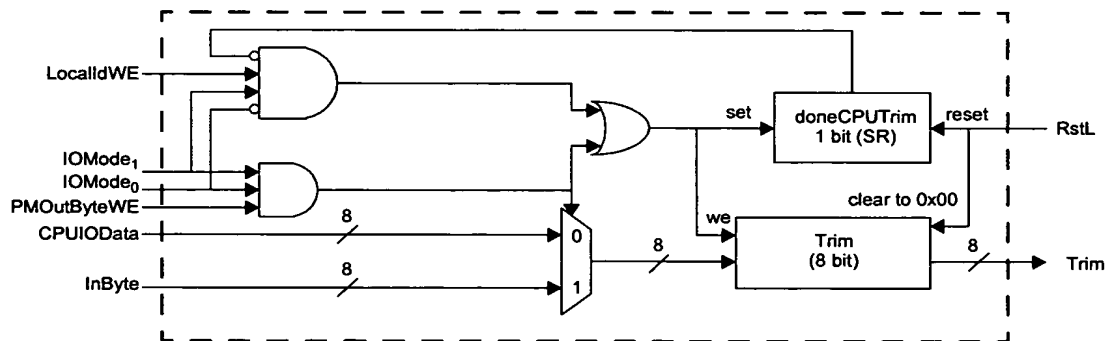 LocalIdWE
IOMode1
IOMode0
PMOutByteWE
CPUIOData
InByte
8
8
0
1
8
set
doneCPUTrim
1 bit (SR)
reset
RstL
clear to 0x00
we
Trim
(8 bit)
8
Trim